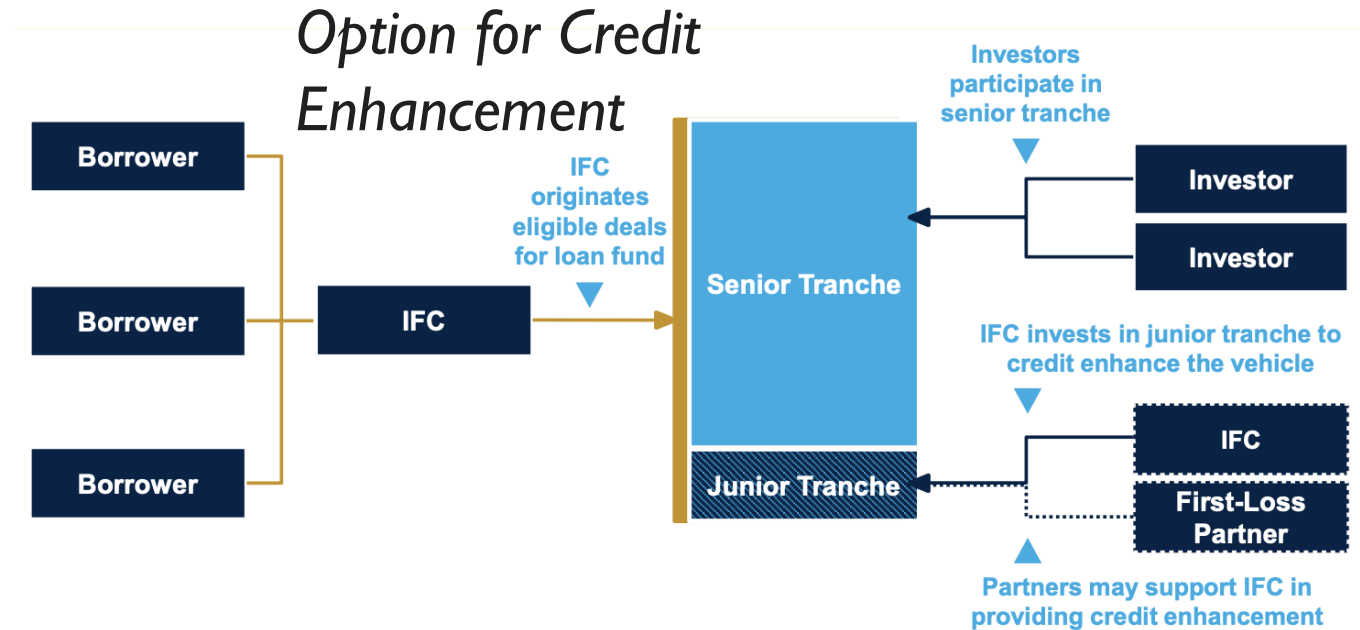 Option for Credit
Enhancement
Borrower
Borrower
Borrower
IFC
IFC
originates
eligible deals
for loan fund
Senior Tranche
Junior Tranche
Investors
participate in
senior tranche
Investor
Investor
IFC invests in junior tranche to
credit enhance the vehicle
IFC
First-Loss
Partner
Partners may support IFC in
providing credit enhancement